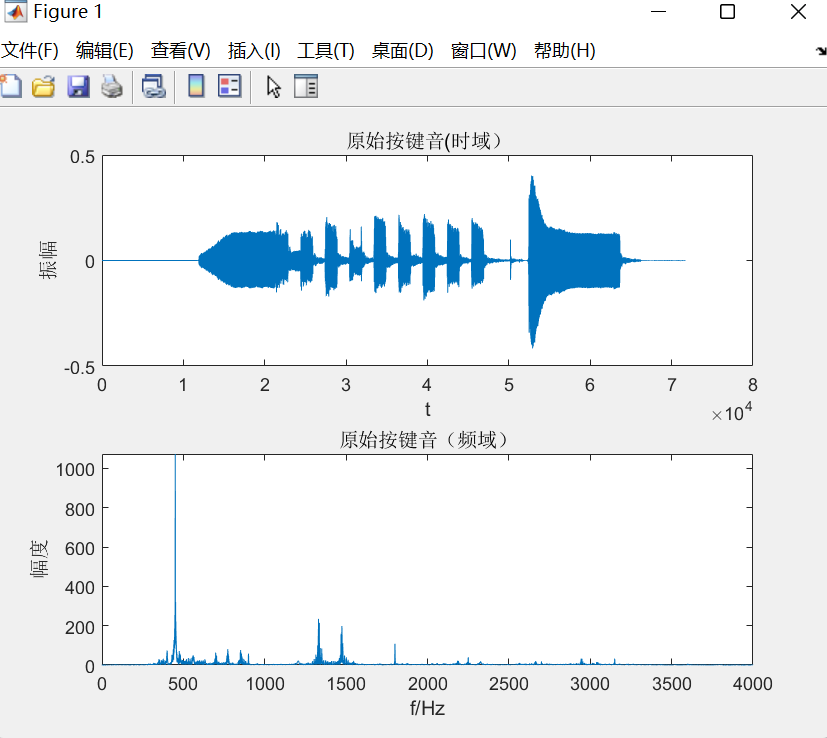 Figure 1
文件(F) 编辑(E) 查看(V) 插入(I) 工具(T) 桌面(D) 窗口(W) 帮助(H)
原始按键音(时域）
0.5
0
-0.5
振幅
0 1 2 3 4 5 6 7 8
t
×10⁴
原始按键音（频域）
1000
800
600
400
200
0
幅度
0 500 1000 1500 2000 2500 3000 3500 4000
f/Hz